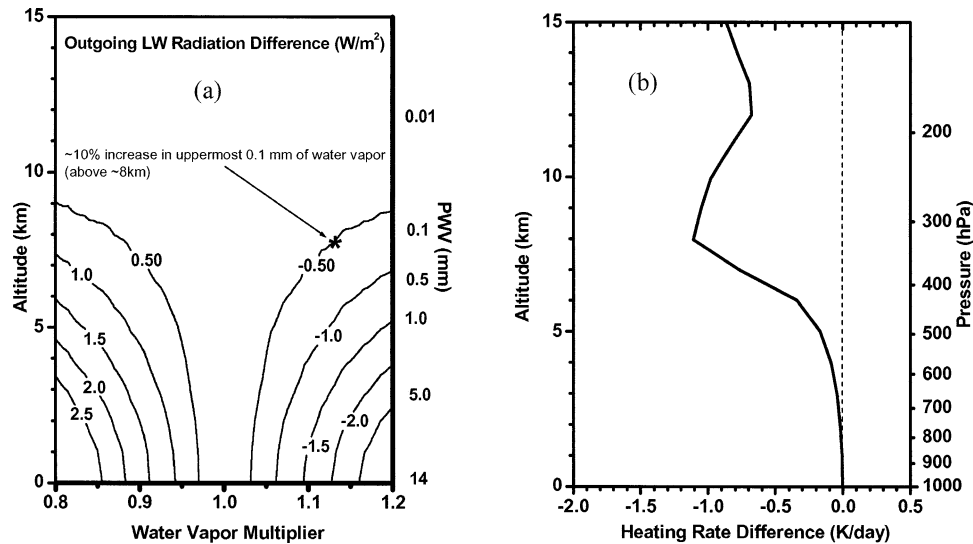 Outgoing LW Radiation Difference (W/m²)
(a)
~10% increase in uppermost 0.1 mm of water vapor
(above ~8km)
*
15
10
5
0
Altitude (km)
0.50
1.0
1.5
2.0
2.5
-0.50
-1.0
-1.5
-2.0
0.01
0.1
0.5
1.0
5.0
14
PWV (mm)
0.8 0.9 1.0 1.1 1.2
Water Vapor Multiplier
(b)
15
10
5
0
Altitude (km)
200
300
400
500
600
700
800
900
1000
Pressure (hPa)
-2.0 -1.5 -1.0 -0.5 0.0 0.5
Heating Rate Difference (K/day)